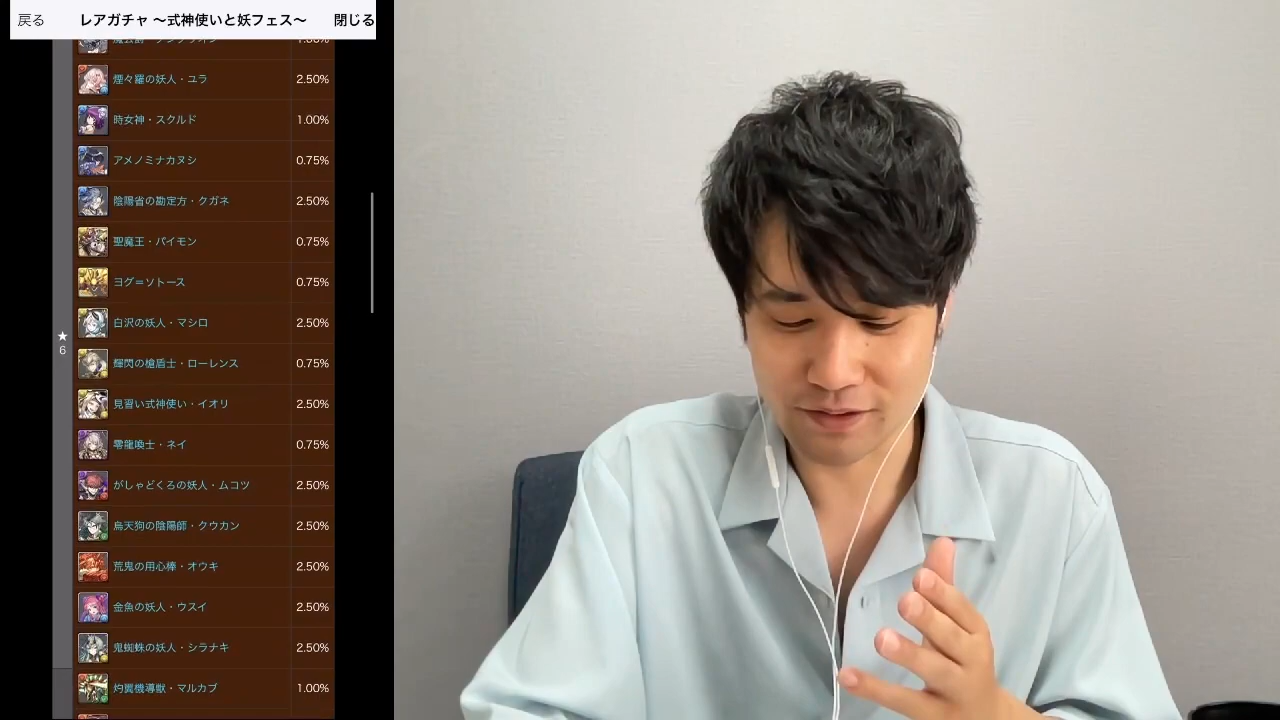 戻る レアガチャ 〜式神使いと妖フェス〜 閉じる
1.00%
煙々羅の妖人・ユラ 2.50%
時女神・スクルド 1.00%
アメノミナカヌシ 0.75%
陰陽省の勘定方・クガネ 2.50%
聖魔王・パイモン 0.75%
ヨグ＝ソトース 0.75%
白沢の妖人・マシロ 2.50%
★
6
輝閃の槍盾士・ローレンス 0.75%
見習い式神使い・イオリ 2.50%
零龍喚士・ネイ 0.75%
がしゃどくろの妖人・ムコツ 2.50%
烏天狗の陰陽師・クウカン 2.50%
荒鬼の用心棒・オウキ 2.50%
金魚の妖人・ウスイ 2.50%
鬼蜘蛛の妖人・シラナキ 2.50%
灼翼機導獣・マルカブ 1.00%